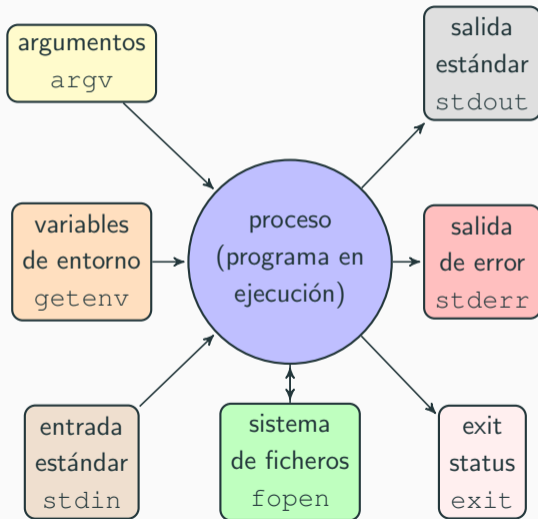 argumentos
argv
salida
estándar
stdout
variables
de entorno
getenv
proceso
(programa en
ejecución)
salida
de error
stderr
entrada
estándar
stdin
sistema
de ficheros
fopen
exit
status
exit